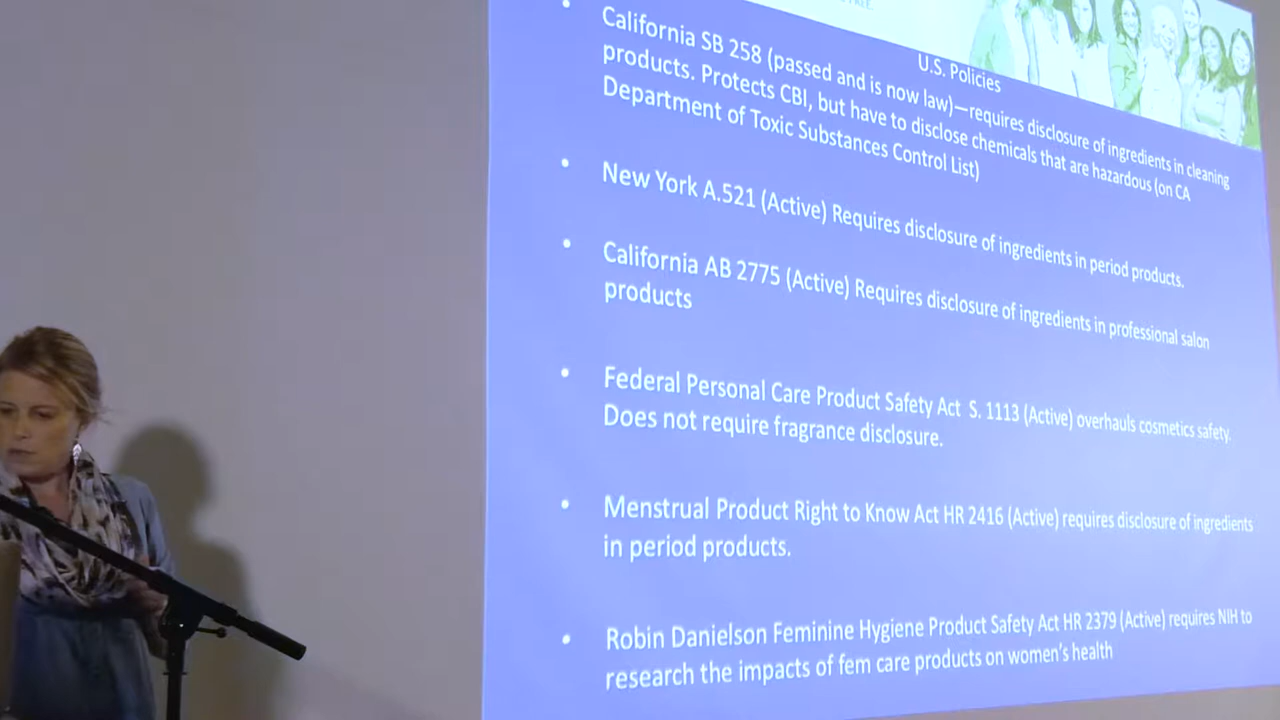 U.S. Policies
• California SB 258 (passed and is now law)—requires disclosure of ingredients in cleaning
products. Protects CBI, but have to disclose chemicals that are hazardous (on CA
Department of Toxic Substances Control List)
• New York A.521 (Active) Requires disclosure of ingredients in period products.
• California AB 2775 (Active) Requires disclosure of ingredients in professional salon
products
• Federal Personal Care Product Safety Act S. 1113 (Active) overhauls cosmetics safety.
Does not require fragrance disclosure.
• Menstrual Product Right to Know Act HR 2416 (Active) requires disclosure of ingredients
in period products.
• Robin Danielson Feminine Hygiene Product Safety Act HR 2379 (Active) requires NIH to
research the impacts of fem care products on women's health